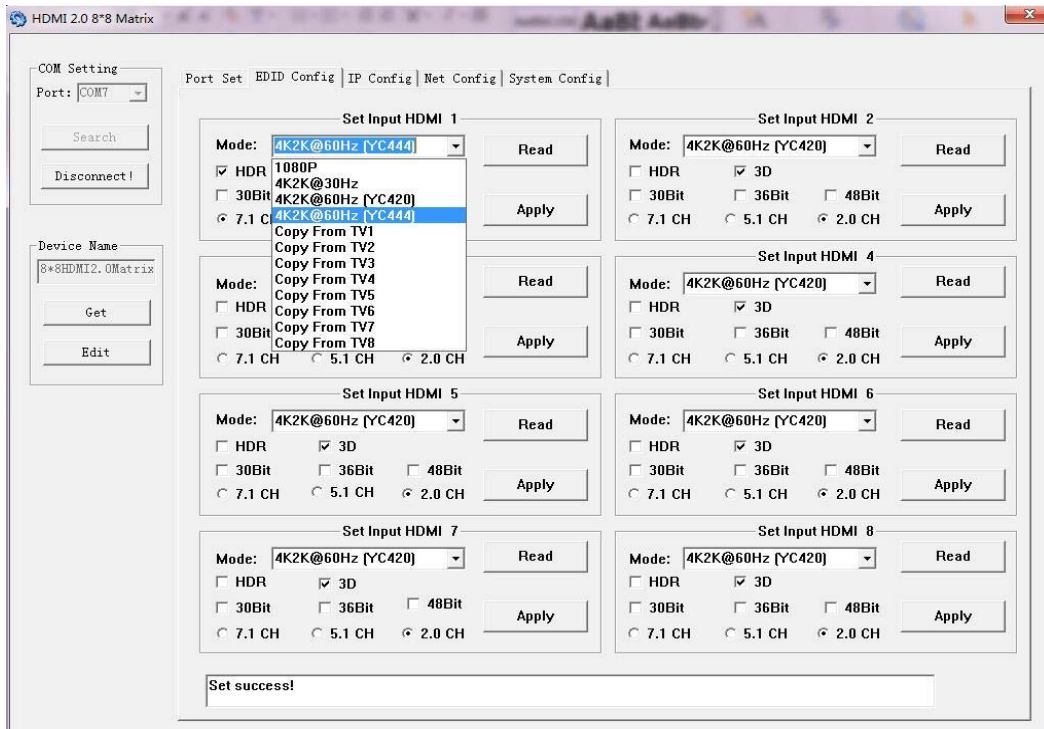 HDMI 2.0 8*8 Matrix
COM Setting
Port: COM7
Search
Disconnect!
Device Name
8*8HDMI2.0Matrix
Get
Edit
Port Set EDID Config IP Config Net Config System Config
Set Input HDMI 1
Mode: 4K2K@60Hz (YC444) Read
HDR
30Bit
7.1 Apply
1080P
4K2K@30Hz
4K2K@60Hz (YC420)
4K2K@60Hz (YC444)
Copy From TV1
Copy From TV2
Copy From TV3
Copy From TV4
Copy From TV5
Copy From TV6
Copy From TV7
Copy From TV8
Set Input HDMI 2
Mode: 4K2K@60Hz (YC420) Read
HDR 3D
30Bit 36Bit 48Bit
7.1 CH 5.1 CH 2.0 CH Apply
Mode: Read
HDR
30Bit
7.1 CH 5.1 CH 2.0 CH Apply
Set Input HDMI 4
Mode: 4K2K@60Hz (YC420) Read
HDR 3D
30Bit 36Bit 48Bit
7.1 CH 5.1 CH 2.0 CH Apply
Set Input HDMI 5
Mode: 4K2K@60Hz (YC420) Read
HDR 3D
30Bit 36Bit 48Bit
7.1 CH 5.1 CH 2.0 CH Apply
Set Input HDMI 6
Mode: 4K2K@60Hz (YC420) Read
HDR 3D
30Bit 36Bit 48Bit
7.1 CH 5.1 CH 2.0 CH Apply
Set Input HDMI 7
Mode: 4K2K@60Hz (YC420) Read
HDR 3D
30Bit 36Bit 48Bit
7.1 CH 5.1 CH 2.0 CH Apply
Set Input HDMI 8
Mode: 4K2K@60Hz (YC420) Read
HDR 3D
30Bit 36Bit 48Bit
7.1 CH 5.1 CH 2.0 CH Apply
Set success!